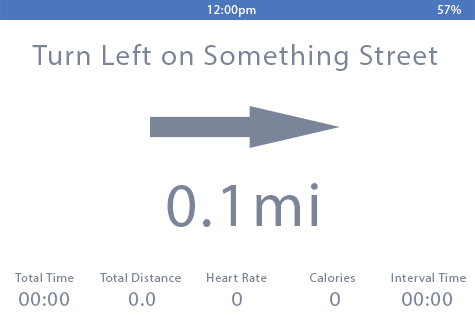 12:00pm 57%
Turn Left on Something Street
0.1mi
Total Time Total Distance Heart Rate Calories Interval Time
00:00 0.0 0 0 00:00